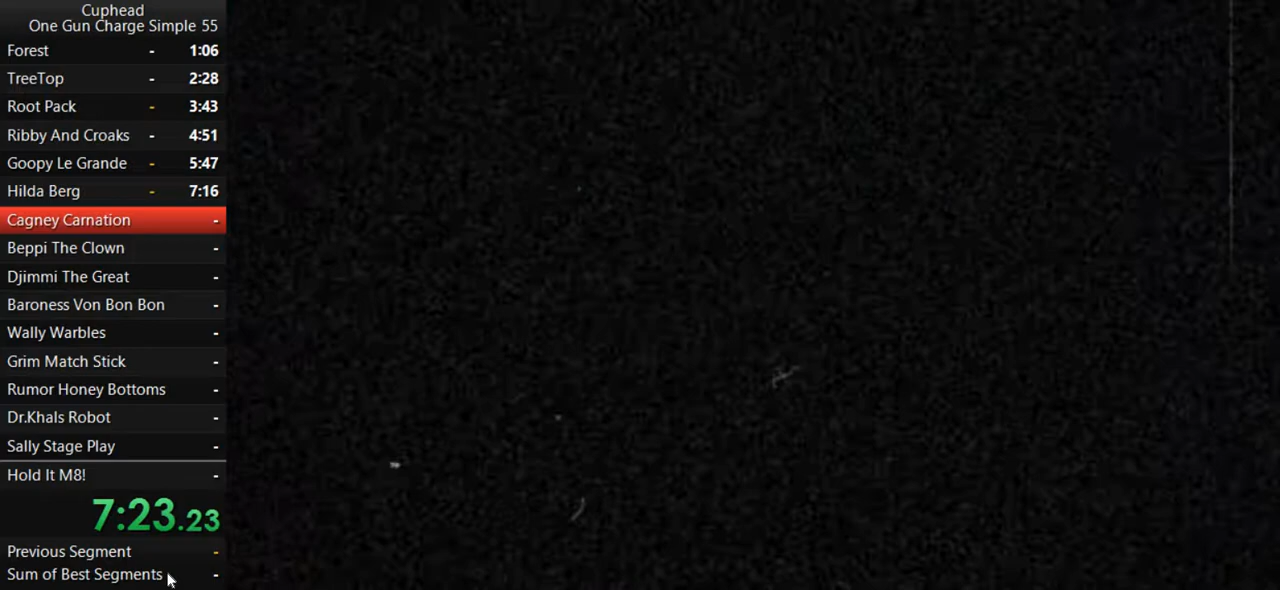 Cuphead
One Gun Charge Simple 55
Forest - 1:06
TreeTop - 2:28
Root Pack - 3:43
Ribby And Croaks - 4:51
Goopy Le Grande - 5:47
Hilda Berg - 7:16
Cagney Carnation -
Beppi The Clown -
Djimmi The Great -
Baroness Von Bon Bon -
Wally Warbles -
Grim Match Stick -
Rumor Honey Bottoms -
Dr.Khals Robot -
Sally Stage Play -
Hold It M8! -
7:23.23
Previous Segment -
Sum of Best Segments -